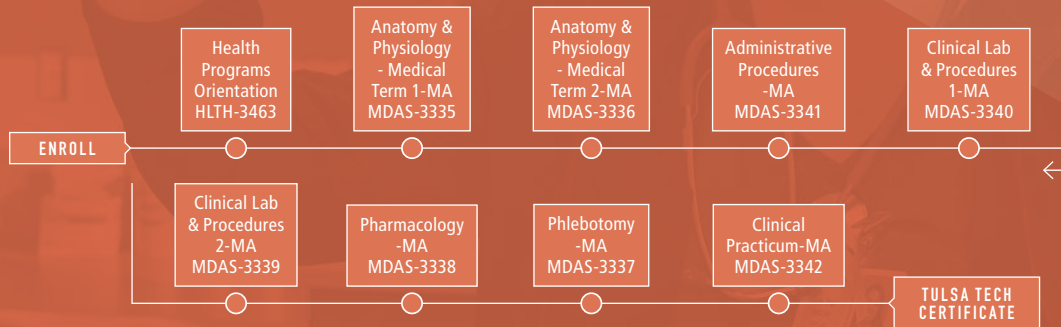 ENROLL
Health
Programs
Orientation
HLTH-3463
Anatomy &
Physiology
- Medical
Term 1-MA
MDAS-3335
Anatomy &
Physiology
- Medical
Term 2-MA
MDAS-3336
Administrative
Procedures
-MA
MDAS-3341
Clinical Lab
& Procedures
1-MA
MDAS-3340
Clinical Lab
& Procedures
2-MA
MDAS-3339
Pharmacology
-MA
MDAS-3338
Phlebotomy
-MA
MDAS-3337
Clinical
Practicum-MA
MDAS-3342
TULSA TECH
CERTIFICATE